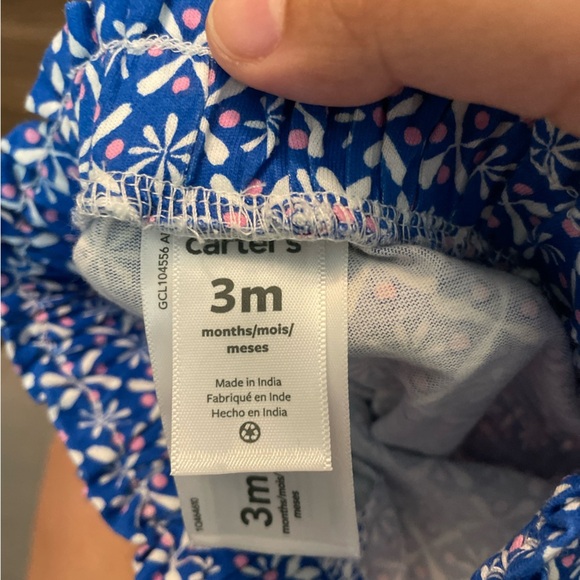 carter's
3m
months/mois/
meses
Made in India
Fabriqué en Inde
Hecho en India
GCL104556
3m
months/mois/
meses